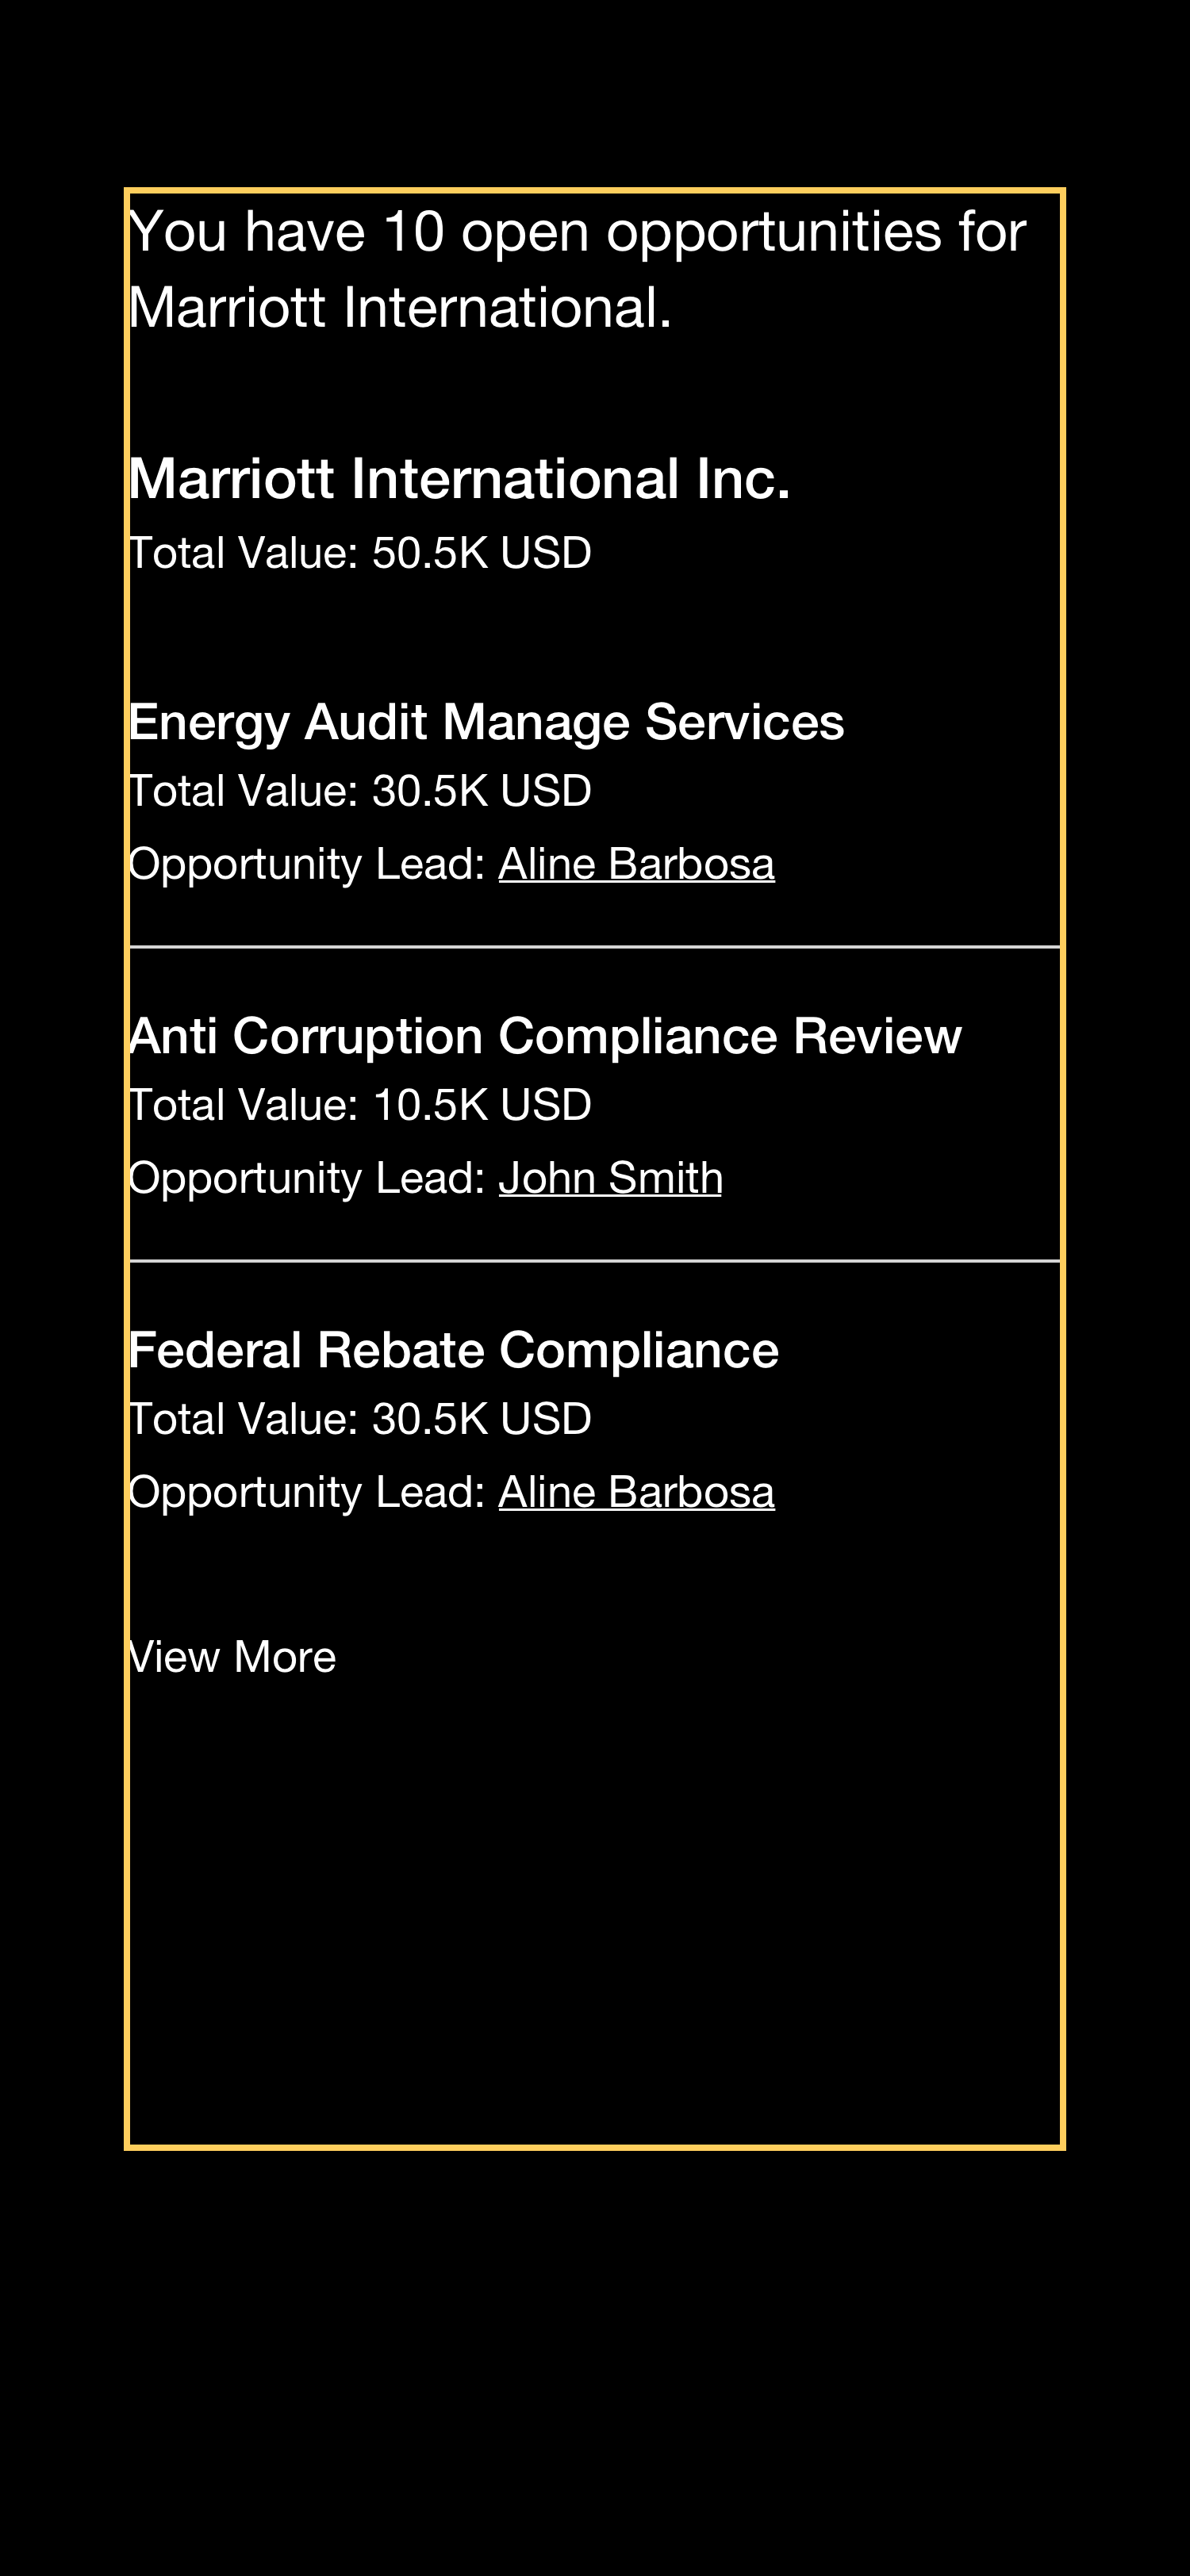 You have 10 open opportunities for
Marriott International.
Marriott International Inc.
Total Value: 50.5K USD
Energy Audit Manage Services
Total Value: 30.5K USD
Opportunity Lead: Aline Barbosa
Anti Corruption Compliance Review
Total Value: 10.5K USD
Opportunity Lead: John Smith
Federal Rebate Compliance
Total Value: 30.5K USD
Opportunity Lead: Aline Barbosa
View More